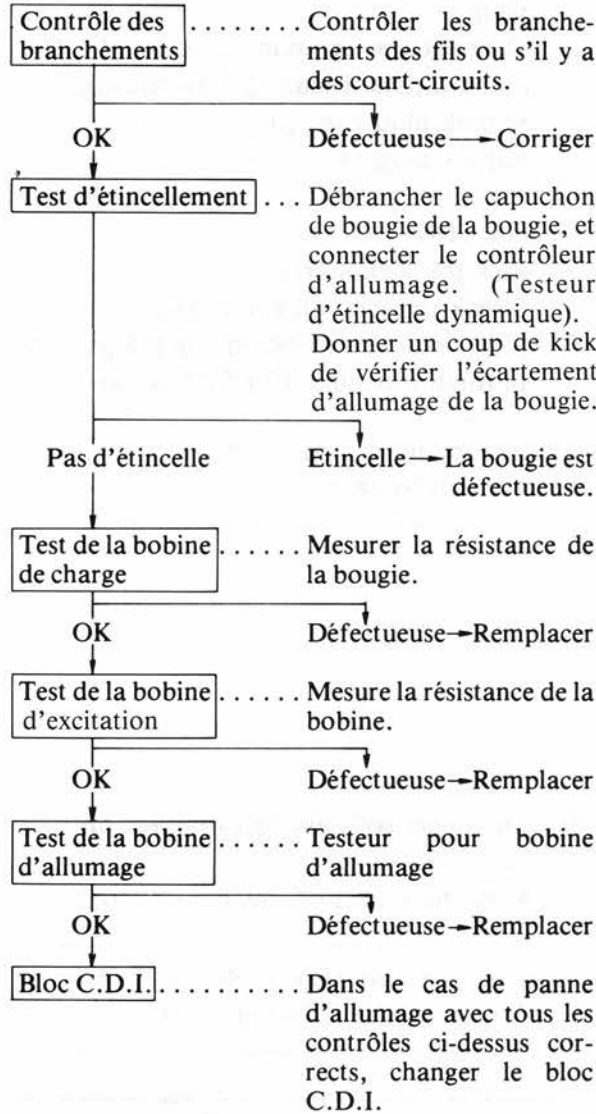 Contrôle des ........ Contrôler les branche-
branchements ments des fils ou s'il y a
des court-circuits.
OK Défectueuse → Corriger
Test d'étincellement ... Débrancher le capuchon
de bougie de la bougie, et
connecter le contrôleur
d'allumage. (Testeur
d'étincelle dynamique).
Donner un coup de kick
de vérifier l'écartement
d'allumage de la bougie.
Pas d'étincelle Etincelle → La bougie est
défectueuse.
Test de la bobine ...... Mesurer la résistance de
de charge la bougie.
OK Défectueuse → Remplacer
Test de la bobine ...... Mesure la résistance de la
d'excitation bobine.
OK Défectueuse → Remplacer
Test de la bobine ...... Testeur pour bobine
d'allumage d'allumage
OK Défectueuse → Remplacer
Bloc C.D.I. .......... Dans le cas de panne
d'allumage avec tous les
contrôles ci-dessus cor-
rects, changer le bloc
C.D.I.